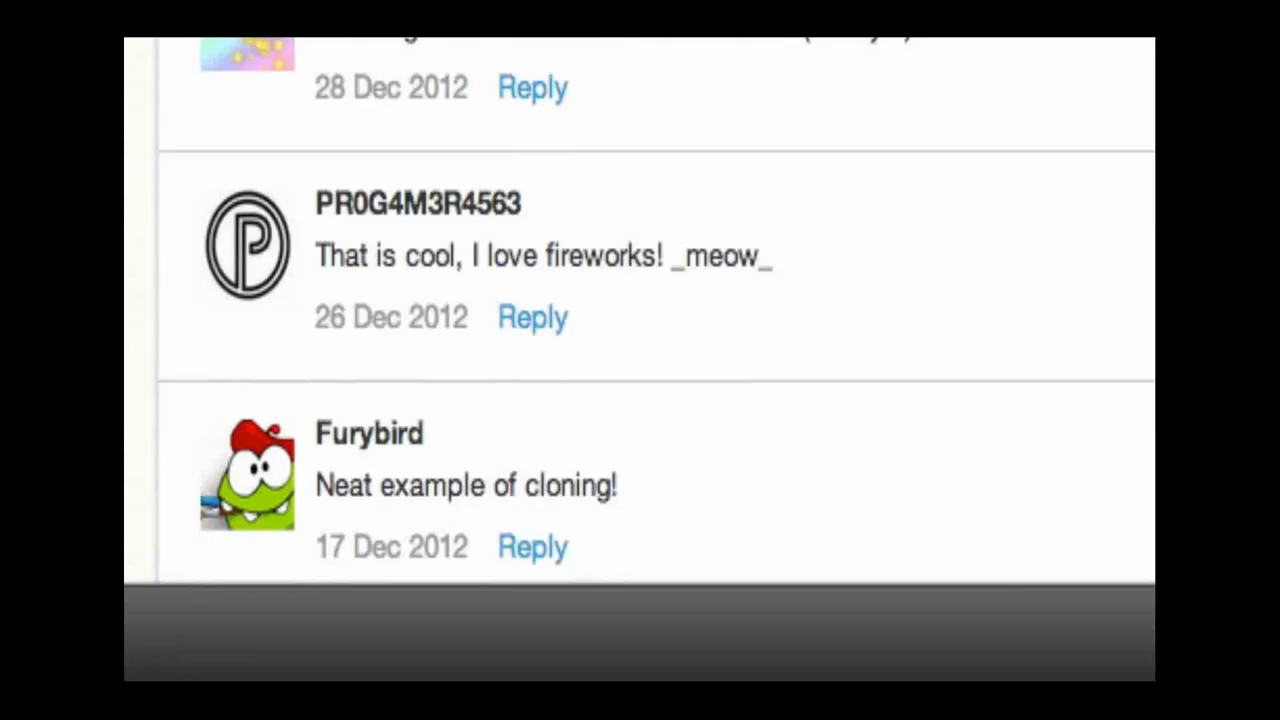 28 Dec 2012 Reply
PR0G4M3R4563
That is cool, I love fireworks! _meow_
26 Dec 2012 Reply
Furybird
Neat example of cloning!
17 Dec 2012 Reply